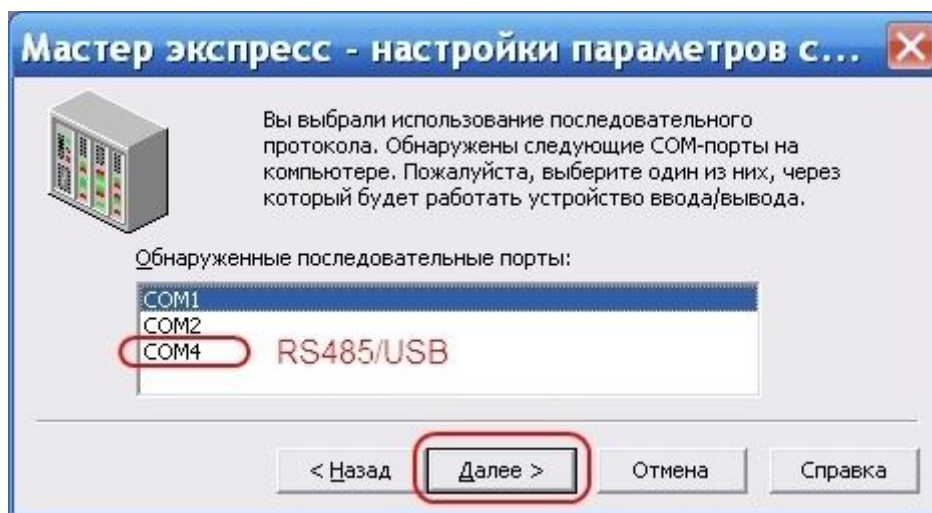 Мастер экспресс - настройки параметров с...
Вы выбрали использование последовательного
протокола. Обнаружены следующие COM-порты на
компьютере. Пожалуйста, выберите один из них, через
который будет работать устройство ввода/вывода.
Обнаруженные последовательные порты:
COM1
COM2
COM4 RS485/USB
< Назад Далее > Отмена Справка